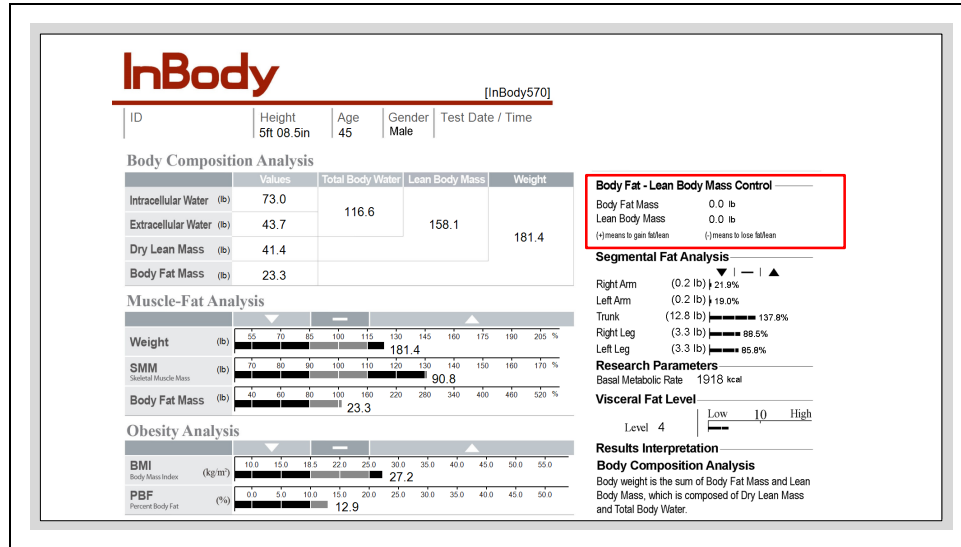 InBody
[InBody570]
ID Height Age Gender Test Date / Time
5ft 08.5in 45 Male
Body Composition Analysis
Values Total Body Water Lean Body Mass Weight
Intracellular Water (lb) 73.0
116.6
Extracellular Water (lb) 43.7 158.1
181.4
Dry Lean Mass (lb) 41.4
Body Fat Mass (lb) 23.3
Muscle-Fat Analysis
Weight (lb) 55 70 85 100 115 130 145 160 175 190 205 %
181.4
SMM (lb) 70 80 90 100 110 120 130 140 150 160 170 %
Skeletal Muscle Mass 90.8
Body Fat Mass (lb) 40 60 80 100 160 220 280 340 400 460 520 %
23.3
Obesity Analysis
BMI (kg/m²) 10.0 15.0 18.5 22.0 25.0 30.0 35.0 40.0 45.0 50.0 55.0
Body Mass Index 27.2
PBF (%) 0.0 5.0 10.0 15.0 20.0 25.0 30.0 35.0 40.0 45.0 50.0
Percent Body Fat 12.9
Body Fat - Lean Body Mass Control
Body Fat Mass 0.0 lb
Lean Body Mass 0.0 lb
(+) means to gain fat/lean (-) means to lose fat/lean
Segmental Fat Analysis
Right Arm (0.2 lb) 21.9%
Left Arm (0.2 lb) 19.0%
Trunk (12.8 lb) 137.8%
Right Leg (3.3 lb) 88.5%
Left Leg (3.3 lb) 85.8%
Research Parameters
Basal Metabolic Rate 1918 kcal
Visceral Fat Level
Low 10 High
Level 4
Results Interpretation
Body Composition Analysis
Body weight is the sum of Body Fat Mass and Lean
Body Mass, which is composed of Dry Lean Mass
and Total Body Water.